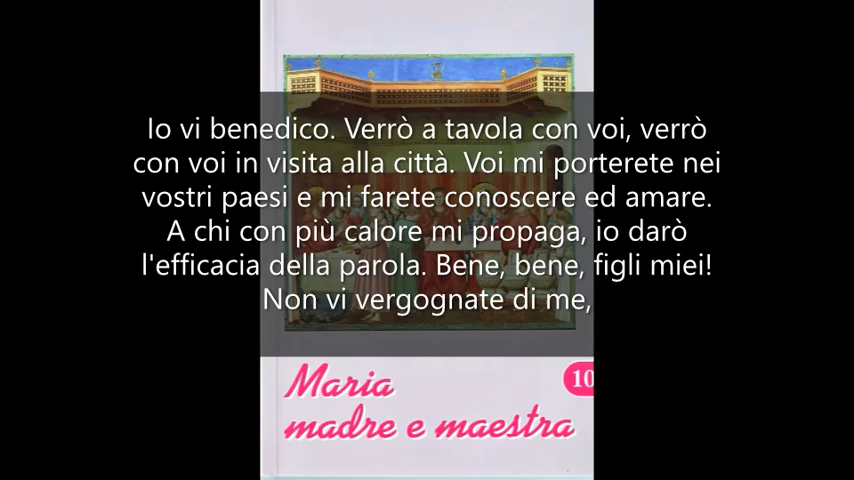 Io vi benedico. Verrò a tavola con voi, verrò
con voi in visita alla città. Voi mi porterete nei
vostri paesi e mi farete conoscere ed amare.
A chi con più calore mi propaga, io darò
l'efficacia della parola. Bene, bene, figli miei!
Non vi vergognate di me,
Maria
10
madre e maestra